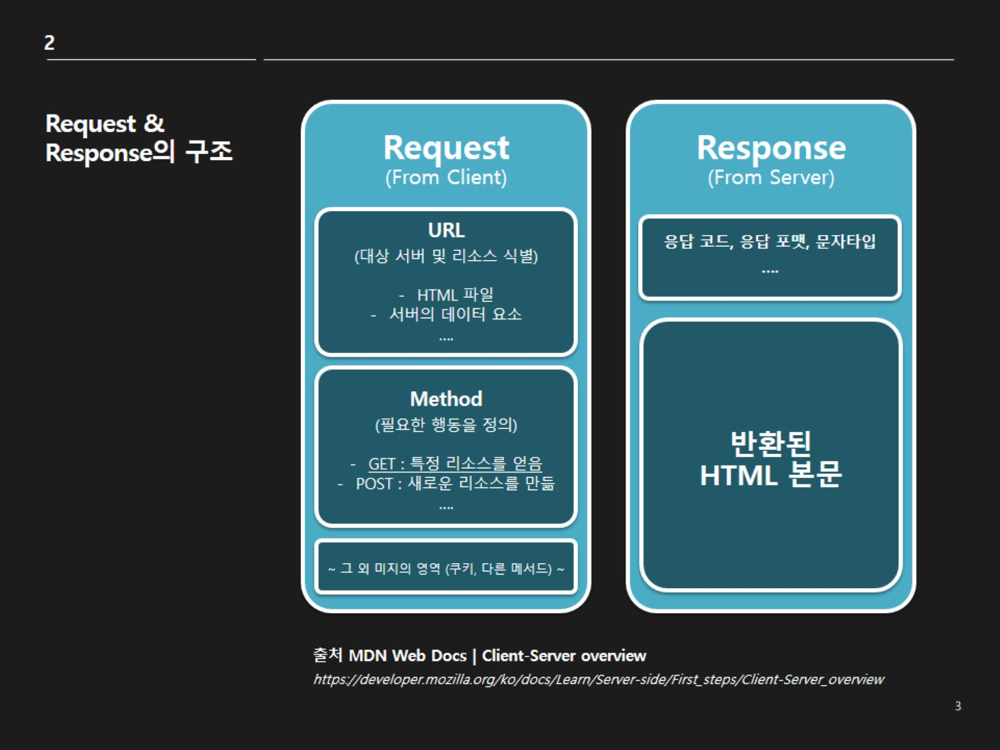 2
Request &
Response의 구조
Request
(From Client)
URL
(대상 서버 및 리소스 식별)
- HTML 파일
- 서버의 데이터 요소
....
Method
(필요한 행동을 정의)
- GET : 특정 리소스를 얻음
- POST : 새로운 리소스를 만듦
....
~ 그 외 미지의 영역 (쿠키, 다른 메서드) ~
Response
(From Server)
응답 코드, 응답 포맷, 문자타입
....
반환된
HTML 본문
출처 MDN Web Docs | Client-Server overview
https://developer.mozilla.org/ko/docs/Learn/Server-side/First_steps/Client-Server_overview
3